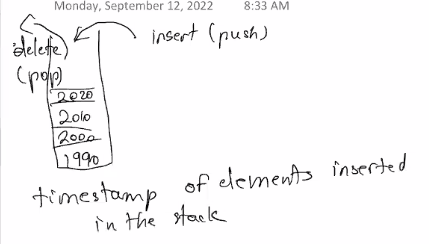 Monday, September 12, 2022 8:33 AM
insert (push)
delete)
(pop)
2020
2010
2000
1990
timestamp of elements inserted
in the stack